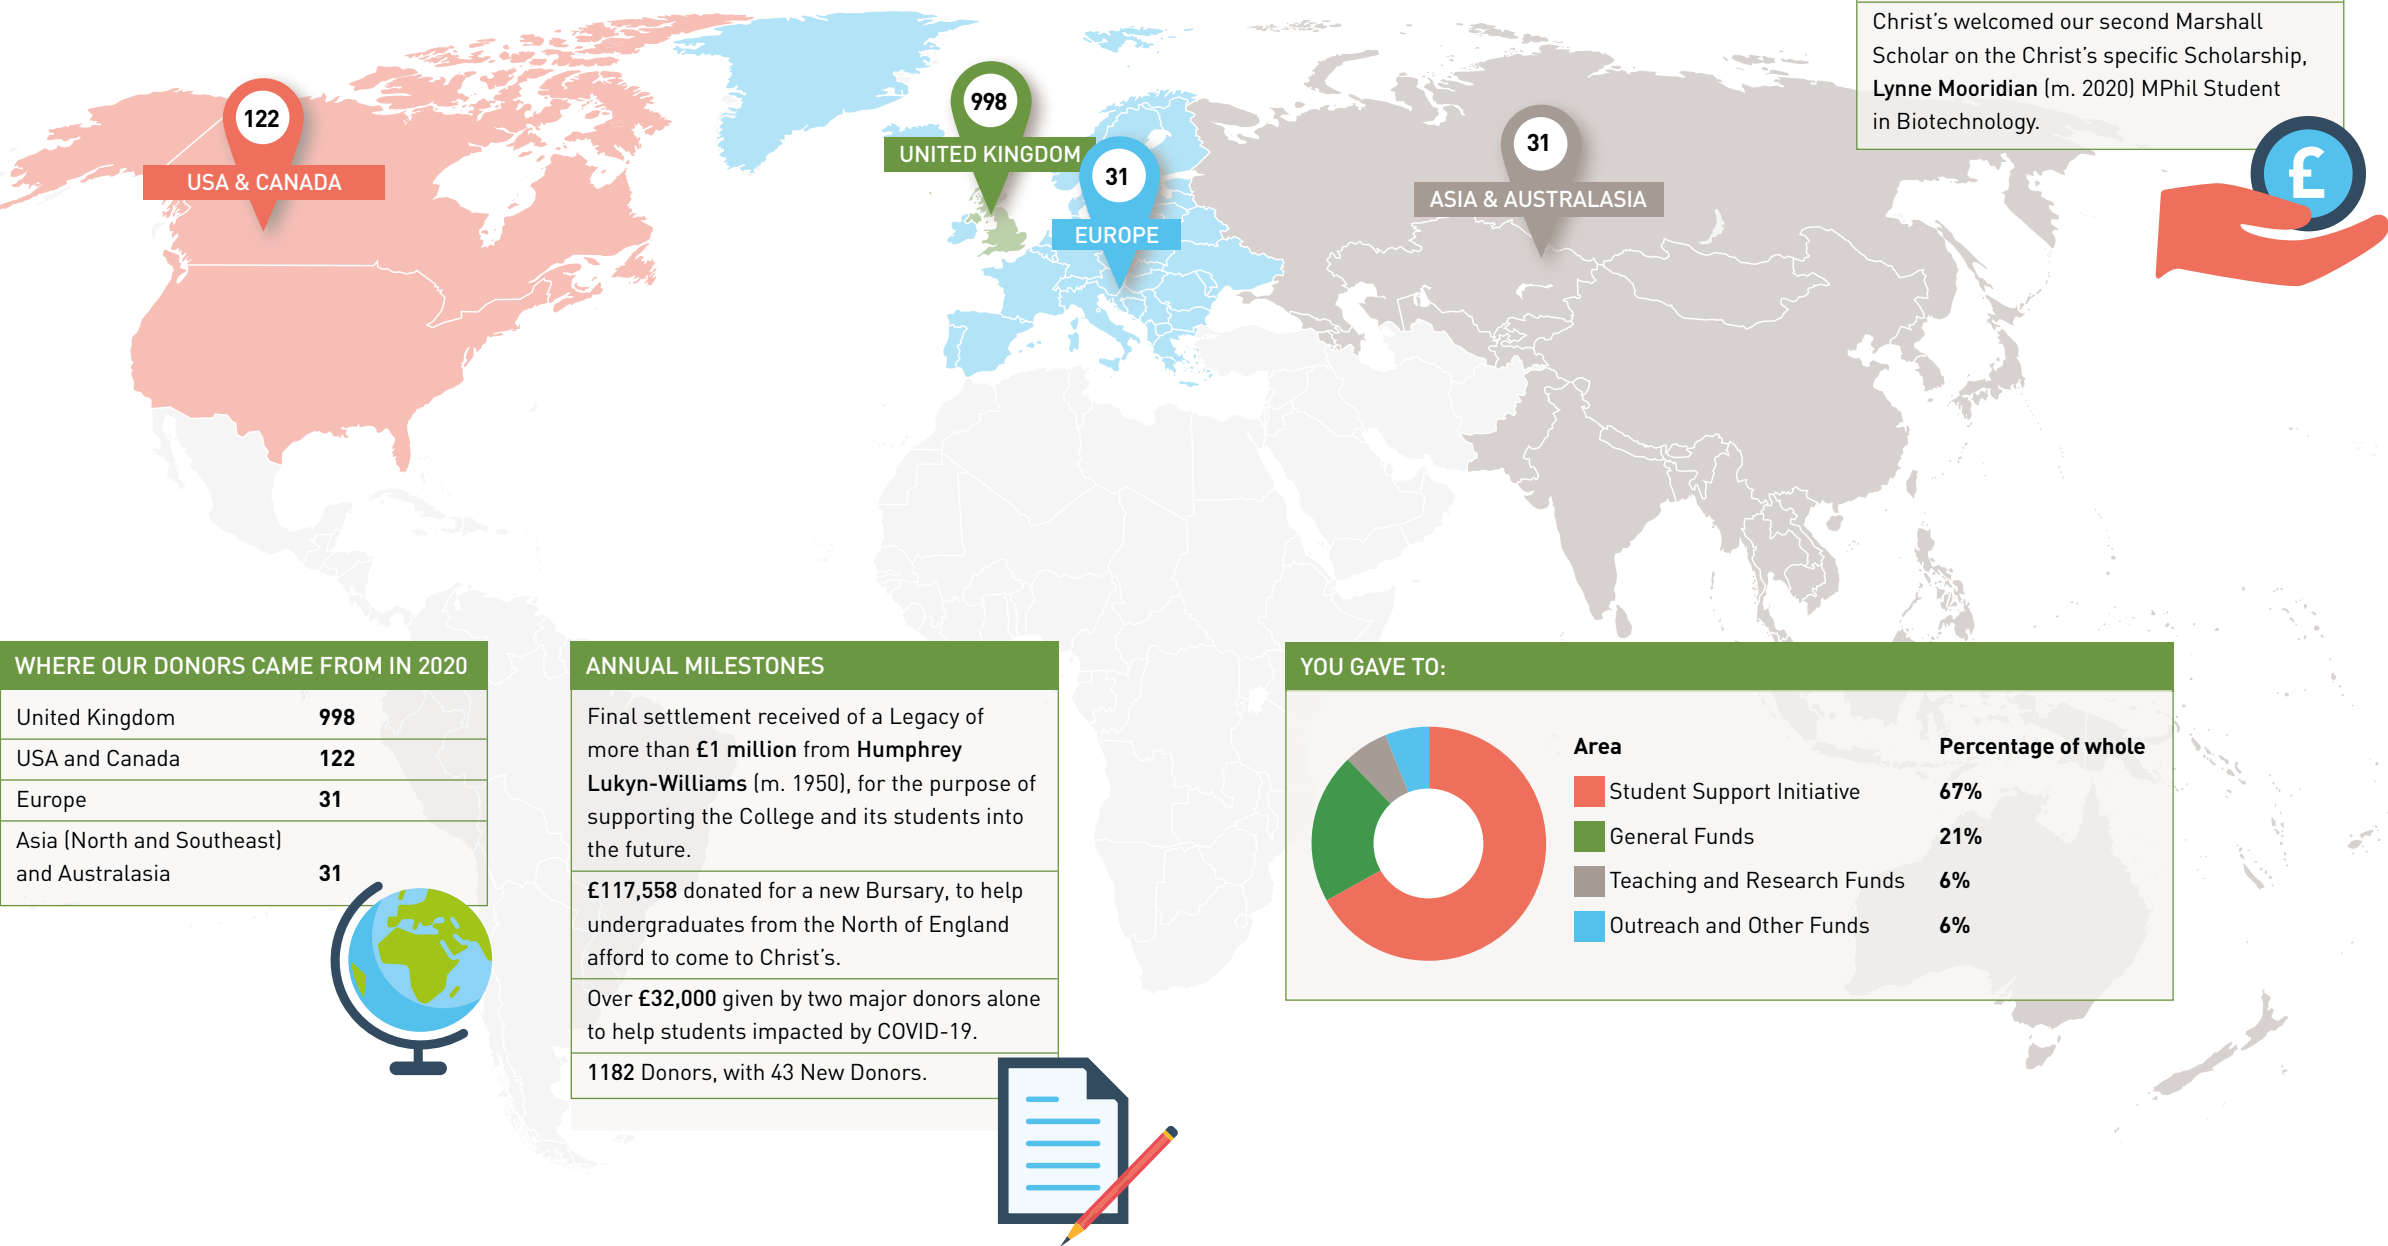 Christ's welcomed our second Marshall
Scholar on the Christ's specific Scholarship,
Lynne Mooridian (m. 2020) MPhil Student
in Biotechnology.
£
122
USA & CANADA
998
UNITED KINGDOM
31
EUROPE
31
ASIA & AUSTRALASIA
WHERE OUR DONORS CAME FROM IN 2020
United Kingdom 998
USA and Canada 122
Europe 31
Asia (North and Southeast)
and Australasia 31
ANNUAL MILESTONES
Final settlement received of a Legacy of
more than £1 million from Humphrey
Lukyn-Williams (m. 1950), for the purpose of
supporting the College and its students into
the future.
£117,558 donated for a new Bursary, to help
undergraduates from the North of England
afford to come to Christ's.
Over £32,000 given by two major donors alone
to help students impacted by COVID-19.
1182 Donors, with 43 New Donors.
YOU GAVE TO:
Area Percentage of whole
Student Support Initiative 67%
General Funds 21%
Teaching and Research Funds 6%
Outreach and Other Funds 6%